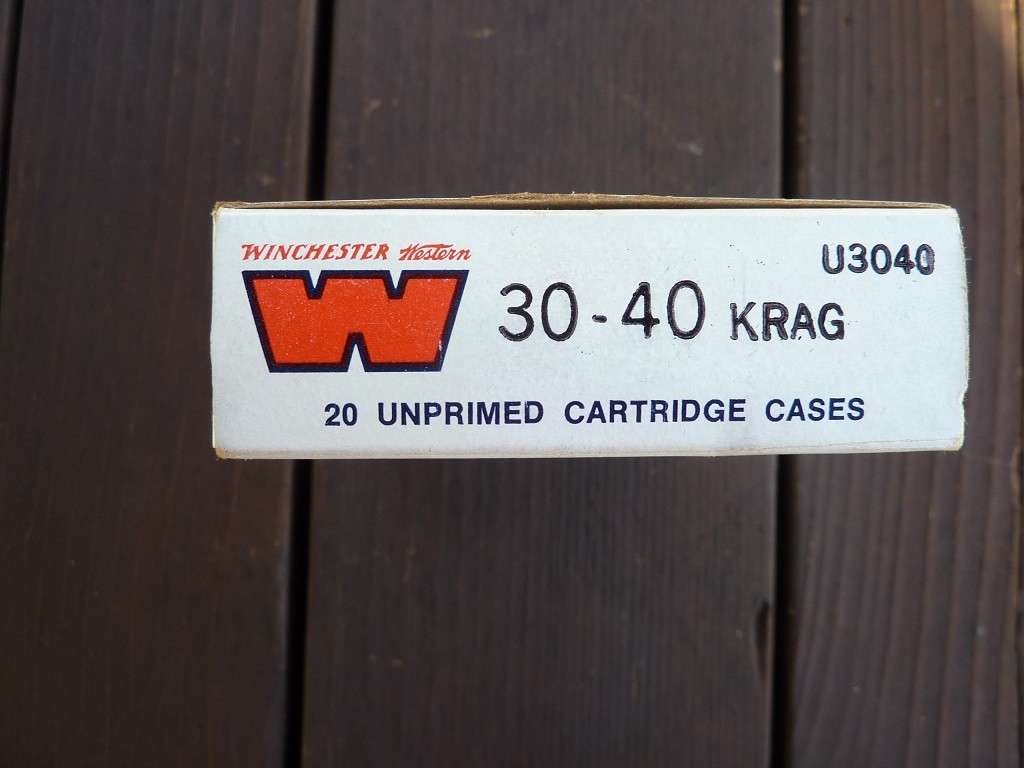 WINCHESTER Western
U3040
W
30-40 KRAG
20 UNPRIMED CARTRIDGE CASES